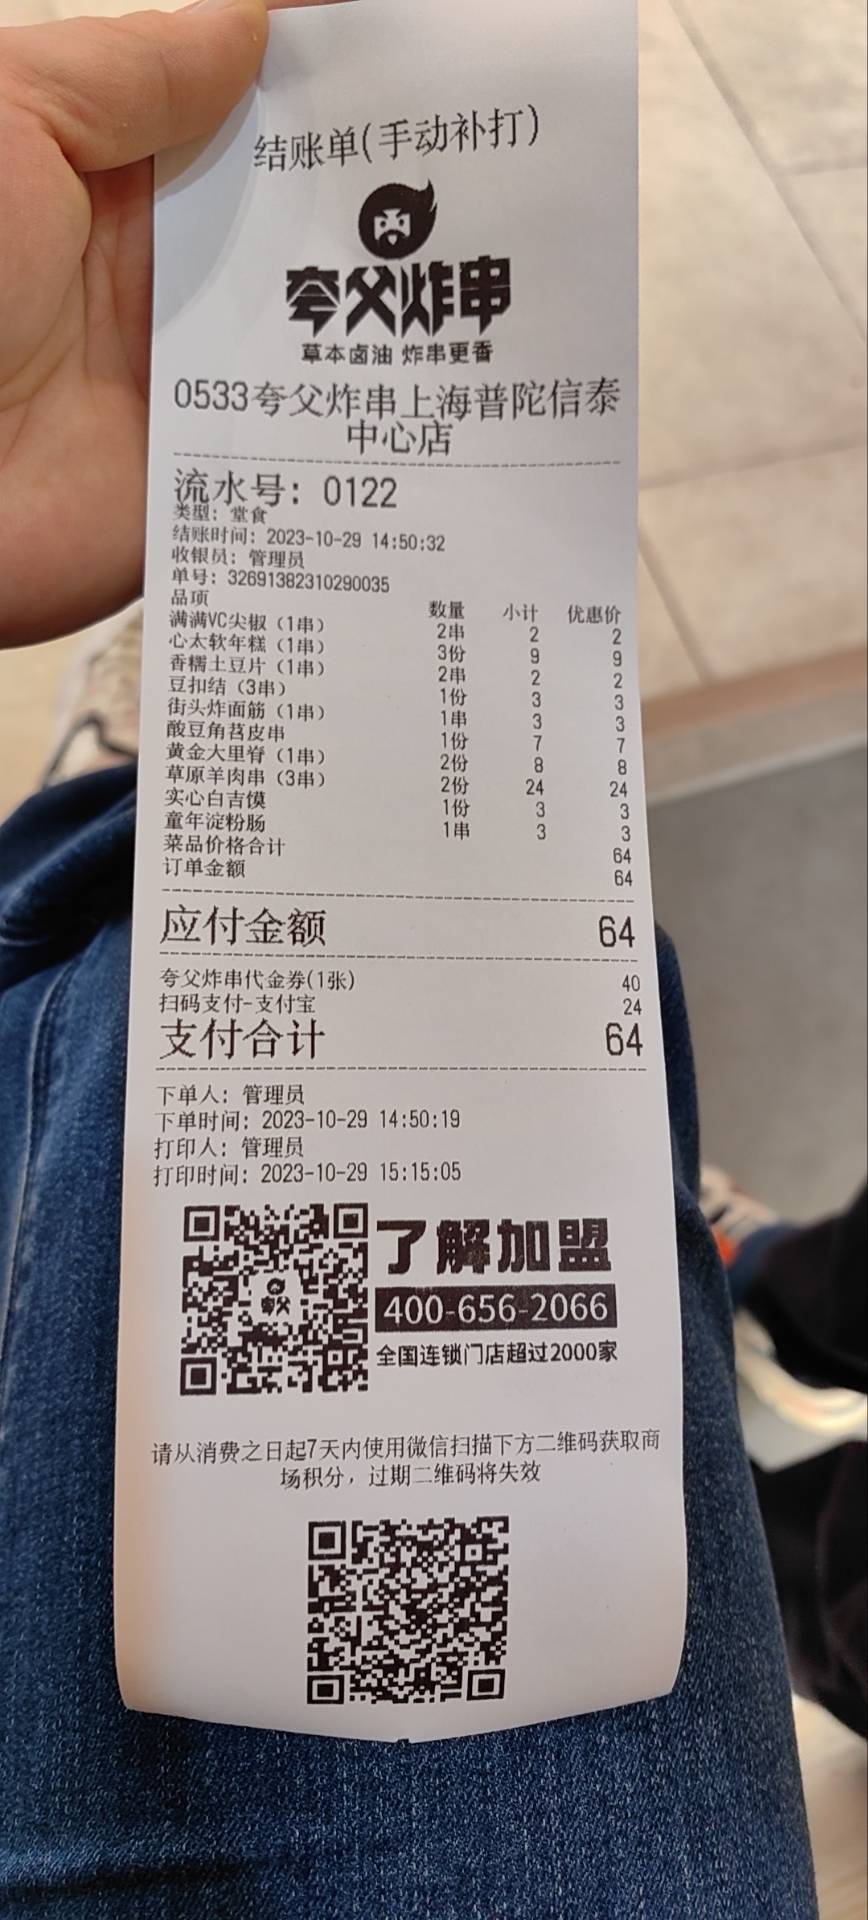 结账单(手动补打)
夸父炸串
草本卤油 炸串更香
0533夸父炸串上海普陀信泰
中心店
流水号: 0122
类型: 堂食
结账时间: 2023-10-29 14:50:32
收银员: 管理员
单号: 32691382310290035
品项 数量 小计 优惠价
满满VC尖椒（1串） 2串 2 2
心太软年糕（1串） 3份 9 9
香糯土豆片（1串） 2串 2 2
豆扣结（3串） 1份 3 3
街头炸面筋（1串） 1串 3 3
酸豆角苕皮串 1份 7 7
黄金大里脊（1串） 2份 8 8
草原羊肉串（3串） 2份 24 24
实心白吉馍 1份 3 3
童年淀粉肠 1串 3 3
菜品价格合计 64
订单金额 64
应付金额 64
夸父炸串代金券(1张) 40
扫码支付-支付宝 24
支付合计 64
下单人: 管理员
下单时间: 2023-10-29 14:50:19
打印人: 管理员
打印时间: 2023-10-29 15:15:05
夸父
了解加盟
400-656-2066
全国连锁门店超过2000家
请从消费之日起7天内使用微信扫描下方二维码获取商
场积分，过期二维码将失效